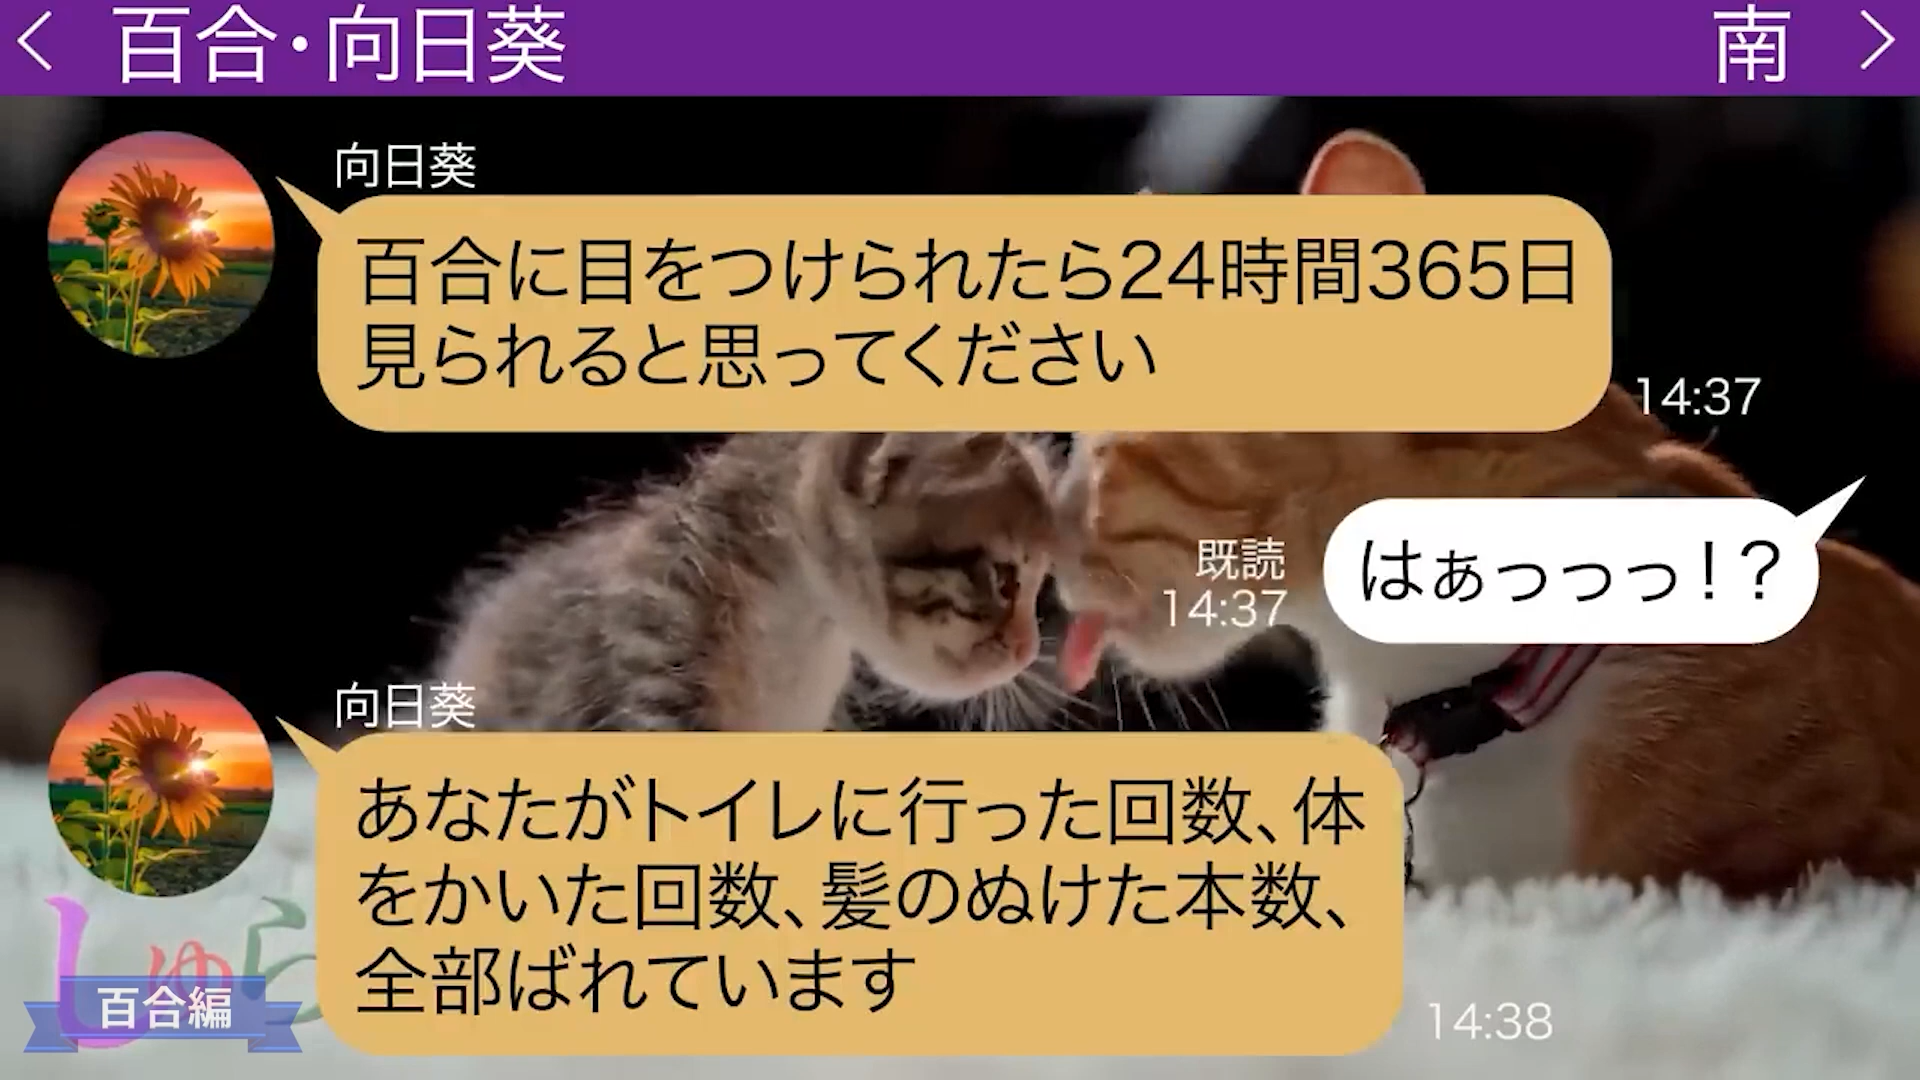 百合・向日葵
南
向日葵
百合に目をつけられたら24時間365日
見られると思ってください
14:37
はぁっっっ！？
既読
14:37
向日葵
あなたがトイレに行った回数、体
をかいた回数、髪のぬけた本数、
全部ばれています
14:38
しゅら
百合編